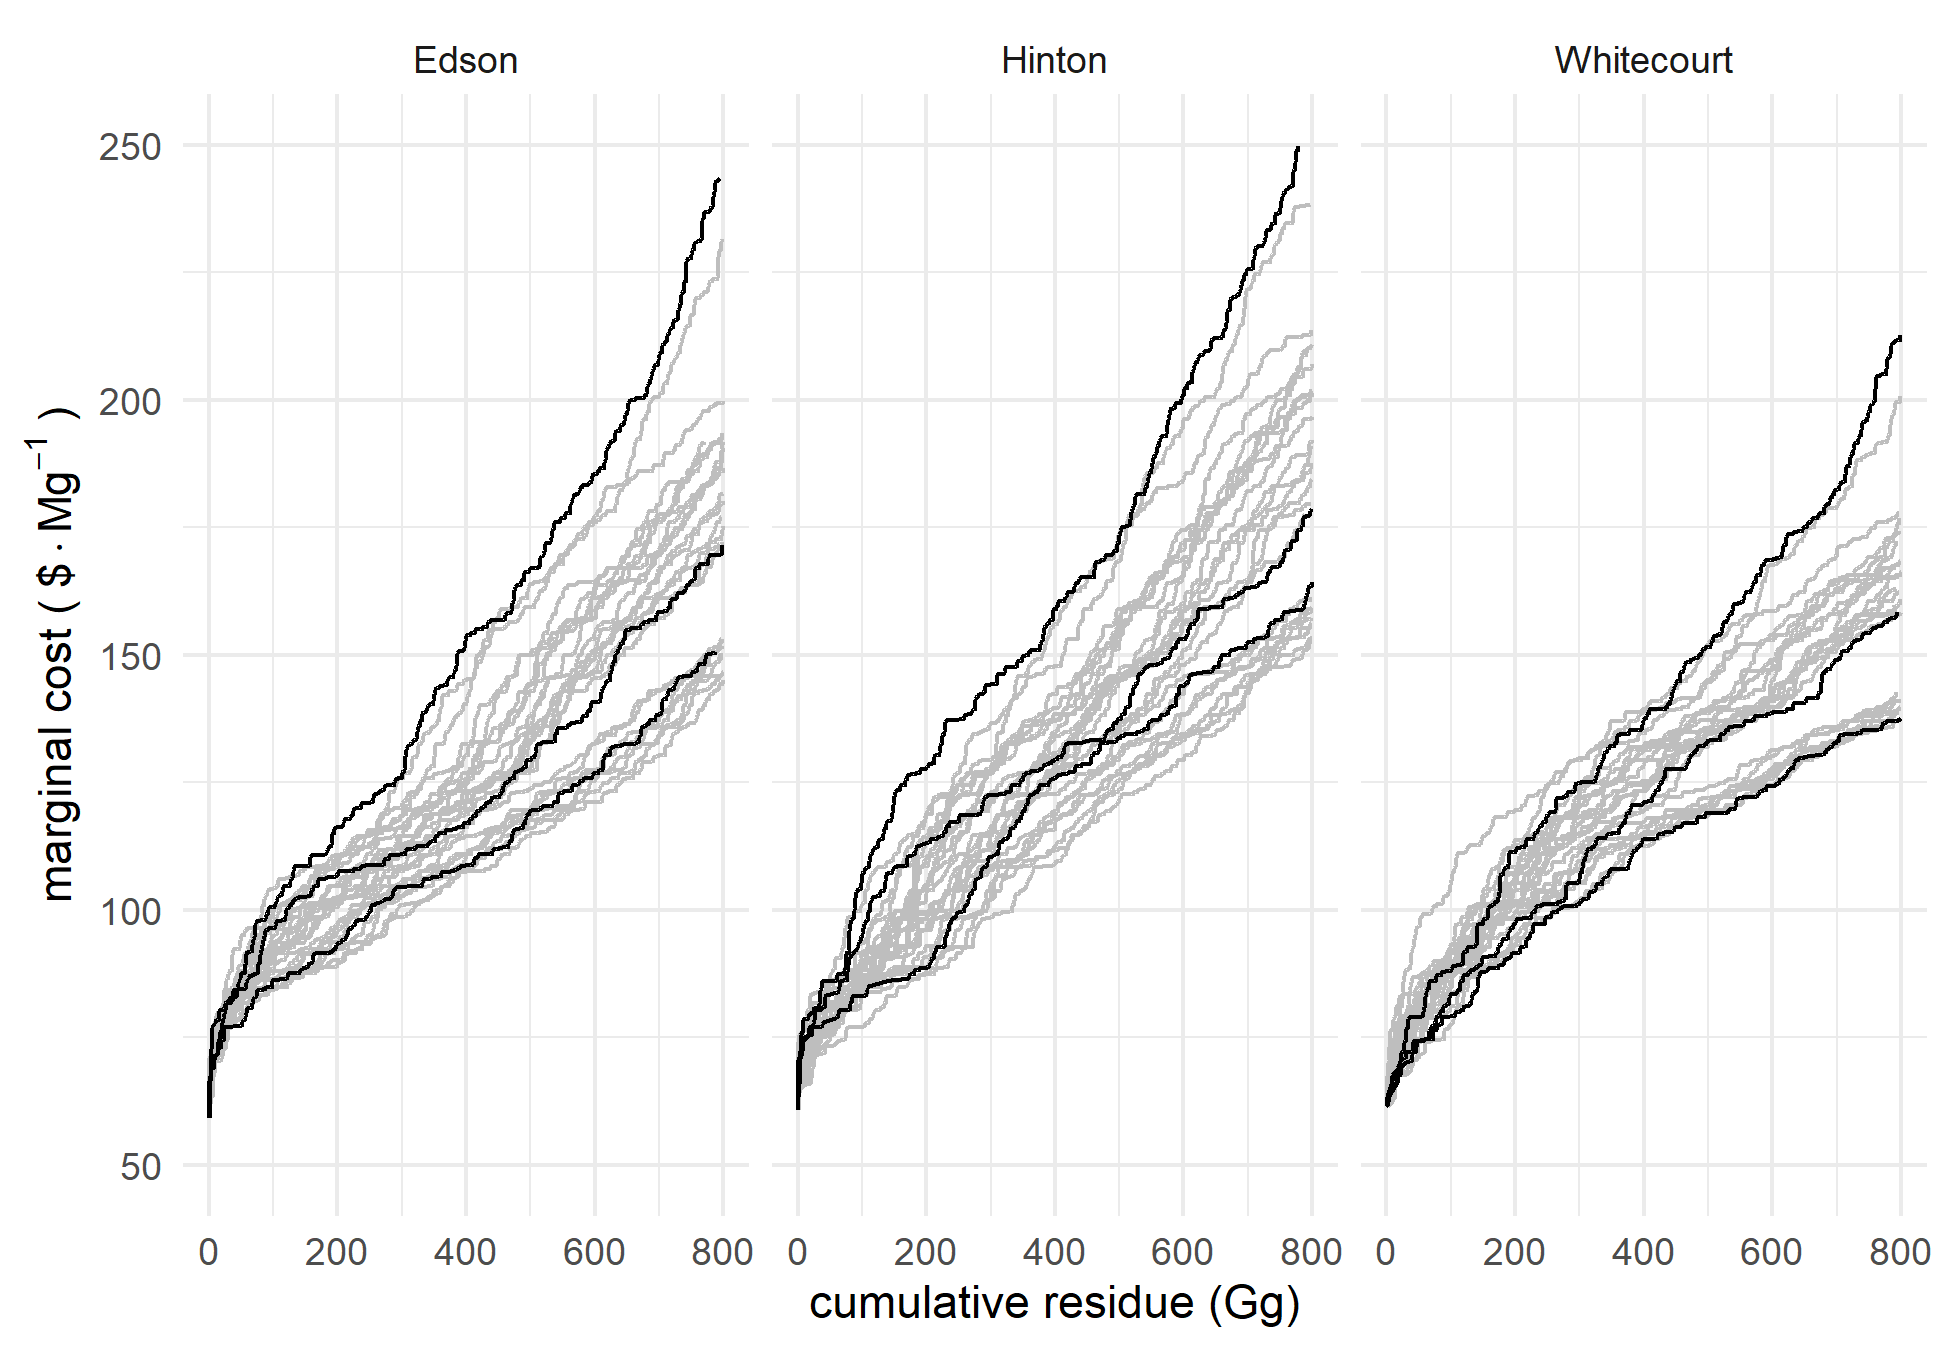 Edson Hinton Whitecourt
250
200
150
100
50
marginal cost ( $ · Mg⁻¹ )
0 200 400 600 800 0 200 400 600 800 0 200 400 600 800
cumulative residue (Gg)